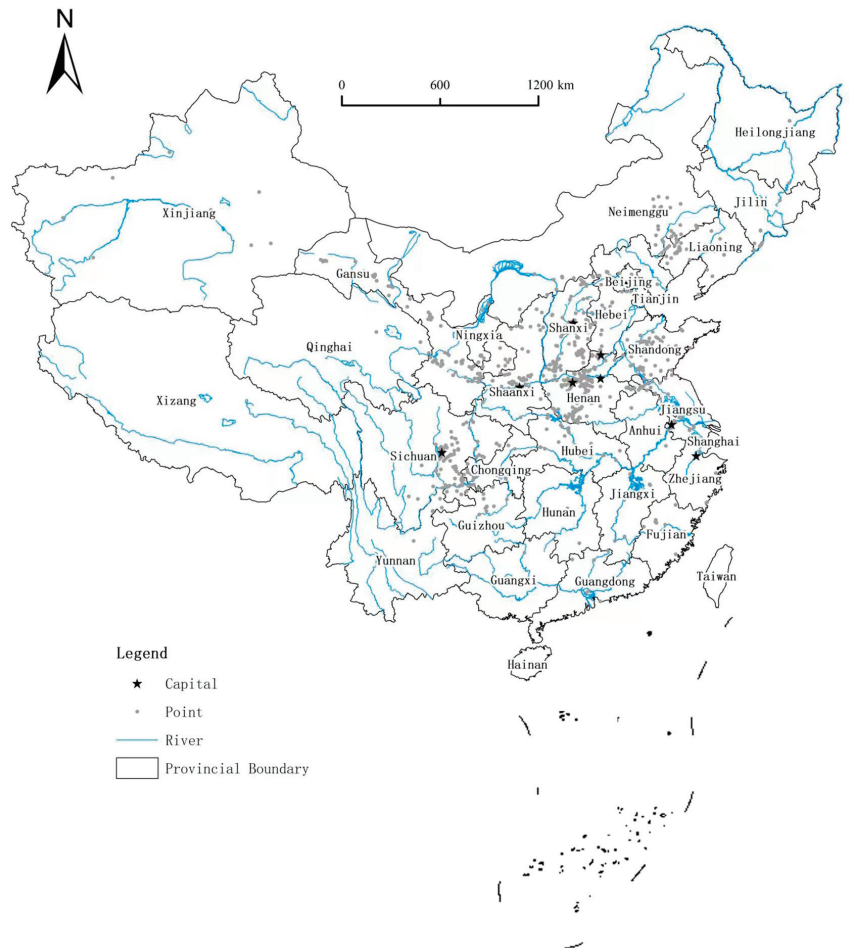 N
0 600 1200 km
Heilongjiang
Jilin
Neimenggu
Xinjiang
Liaoning
Gansu
Beijing
Tianjin
Hebei
Shanxi
Ningxia
Qinghai
Shandong
Shaanxi
Henan
Xizang
Jiangsu
Anhui
Shanghai
Sichuan
Hubei
Chongqing
Zhejiang
Jiangxi
Hunan
Guizhou
Fujian
Yunnan
Guangxi
Guangdong
Taiwan
Hainan
Legend
Capital
Point
River
Provincial Boundary